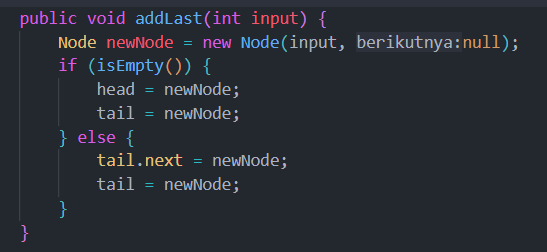 public void addLast(int input) {
    Node newNode = new Node(input, berikutnya:null);
    if (isEmpty()) {
        head = newNode;
        tail = newNode;
    } else {
        tail.next = newNode;
        tail = newNode;
    }
}